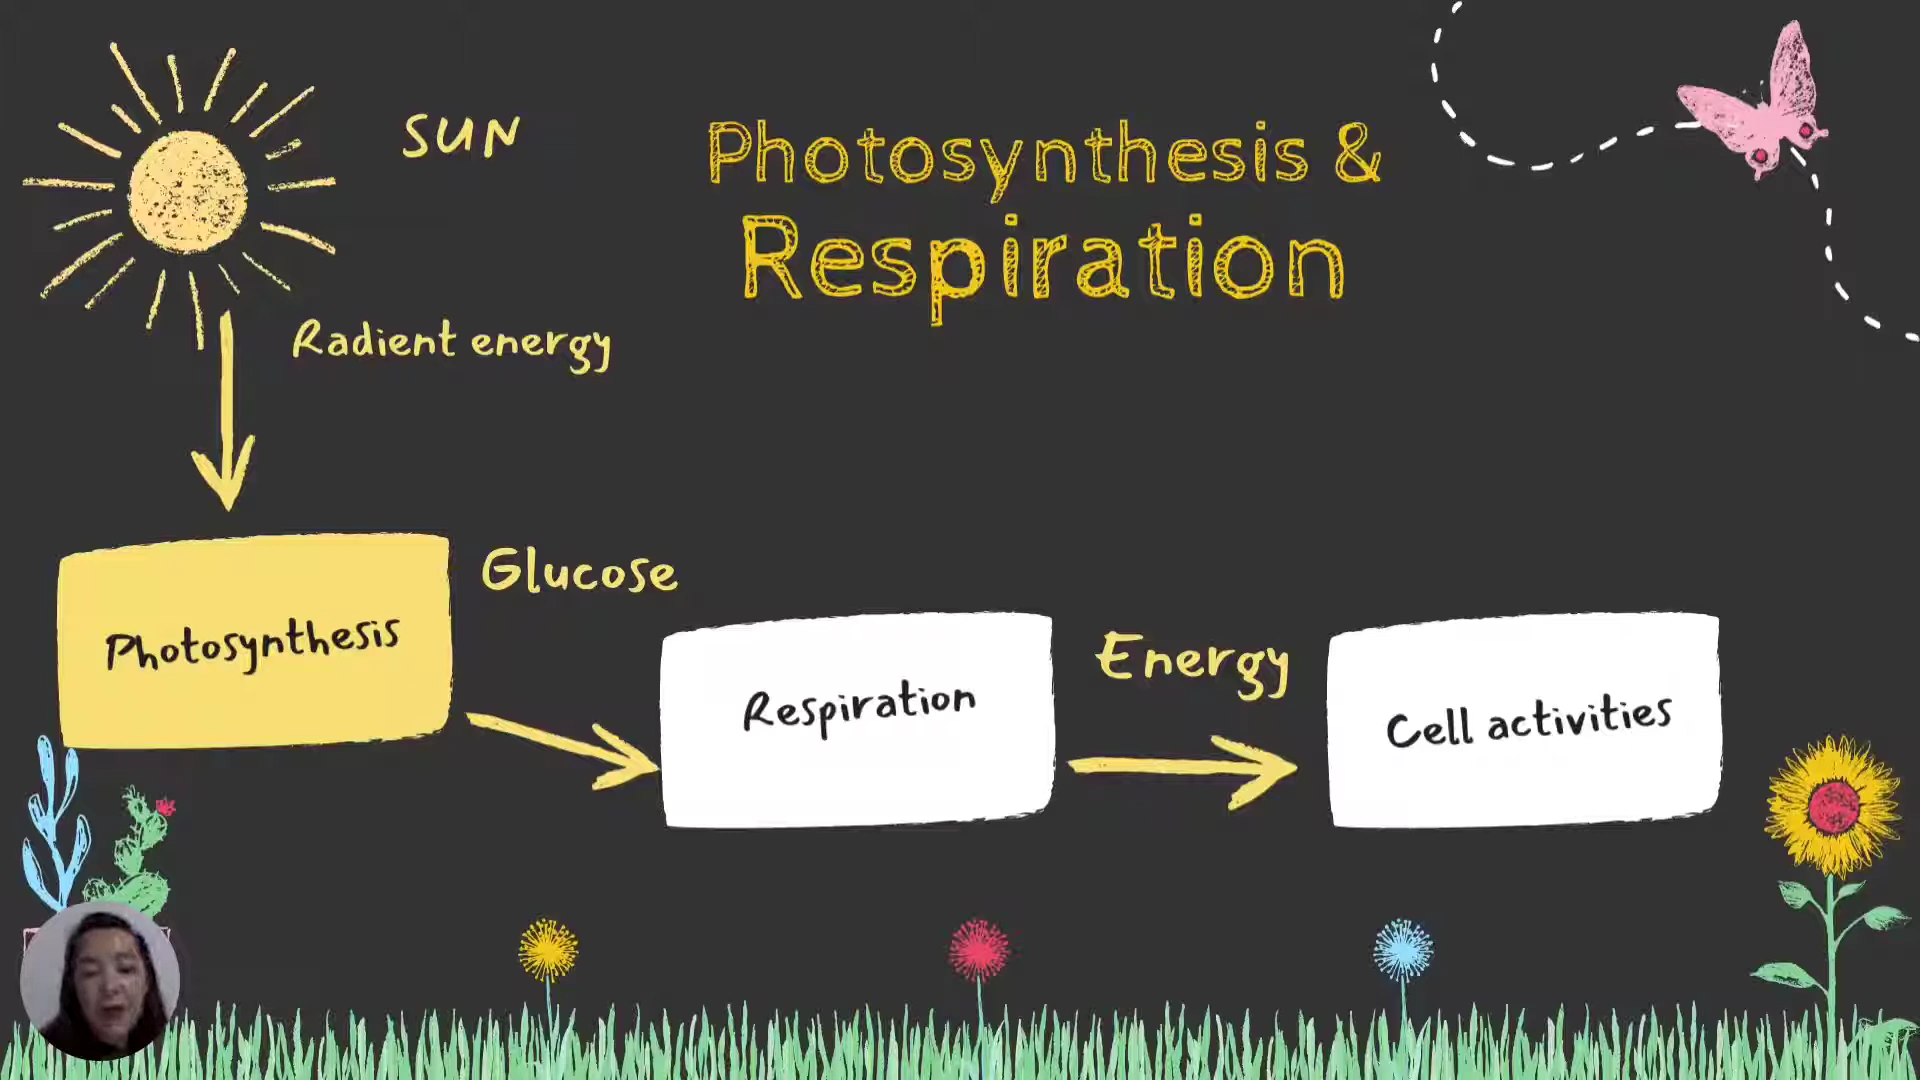 SUN
Photosynthesis &
Respiration
Radient energy
Glucose
Photosynthesis
Respiration
Energy
Cell activities